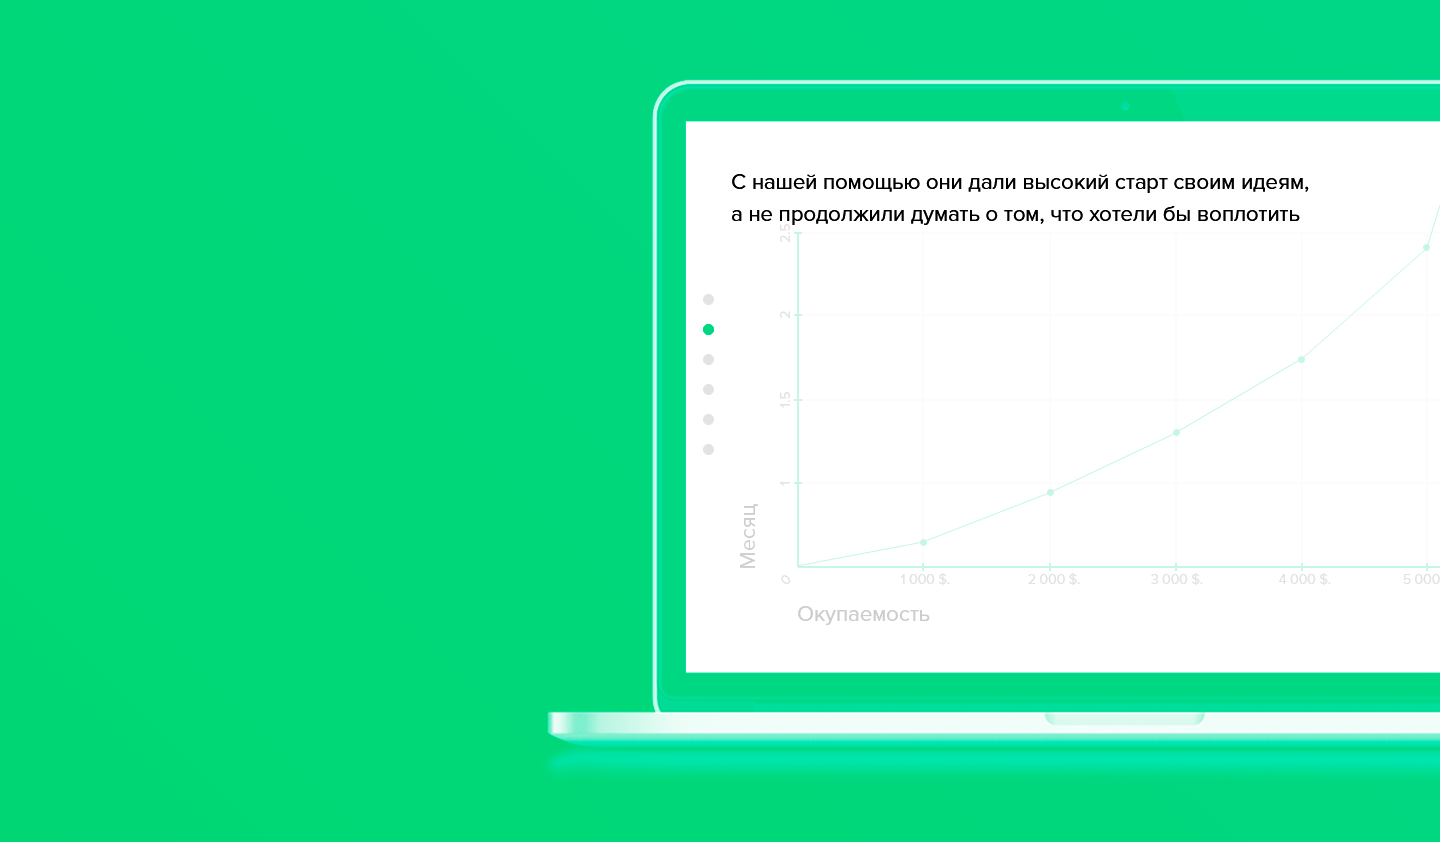 С нашей помощью они дали высокий старт своим идеям,
а не продолжили думать о том, что хотели бы воплотить
2.5
2
1.5
1
Месяц
0
1 000 $.
2 000 $.
3 000 $.
4 000 $.
5 000
Окупаемость